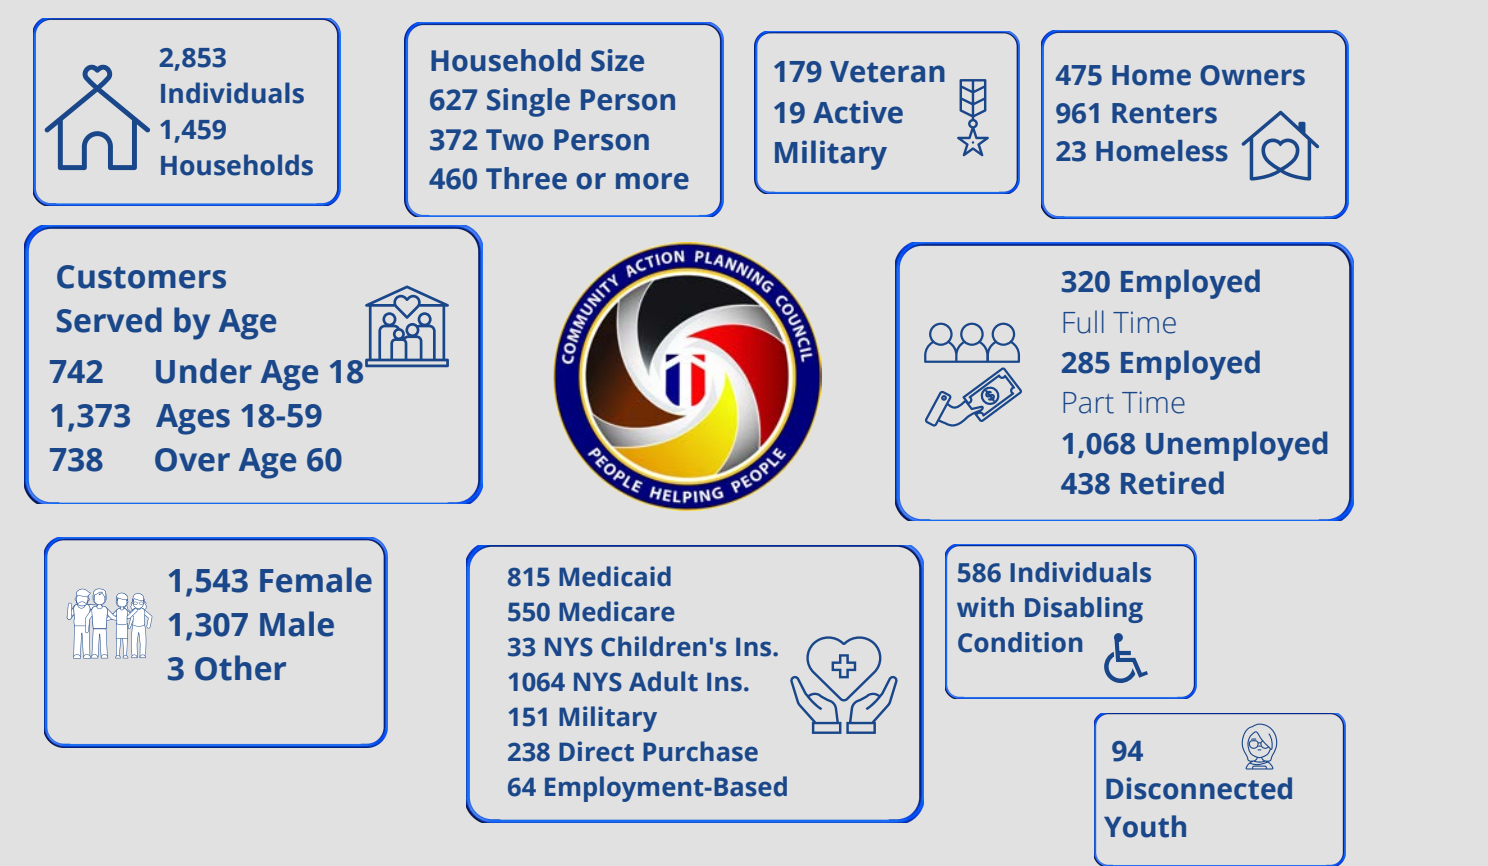 2,853
Individuals
1,459
Households
Household Size
627 Single Person
372 Two Person
460 Three or more
179 Veteran
19 Active
Military
475 Home Owners
961 Renters
23 Homeless
Customers
Served by Age
742 Under Age 18
1,373 Ages 18-59
738 Over Age 60
COMMUNITY ACTION PLANNING COUNCIL
PEOPLE HELPING PEOPLE
320 Employed
Full Time
285 Employed
Part Time
1,068 Unemployed
438 Retired
1,543 Female
1,307 Male
3 Other
815 Medicaid
550 Medicare
33 NYS Children's Ins.
1064 NYS Adult Ins.
151 Military
238 Direct Purchase
64 Employment-Based
586 Individuals
with Disabling
Condition
94
Disconnected
Youth